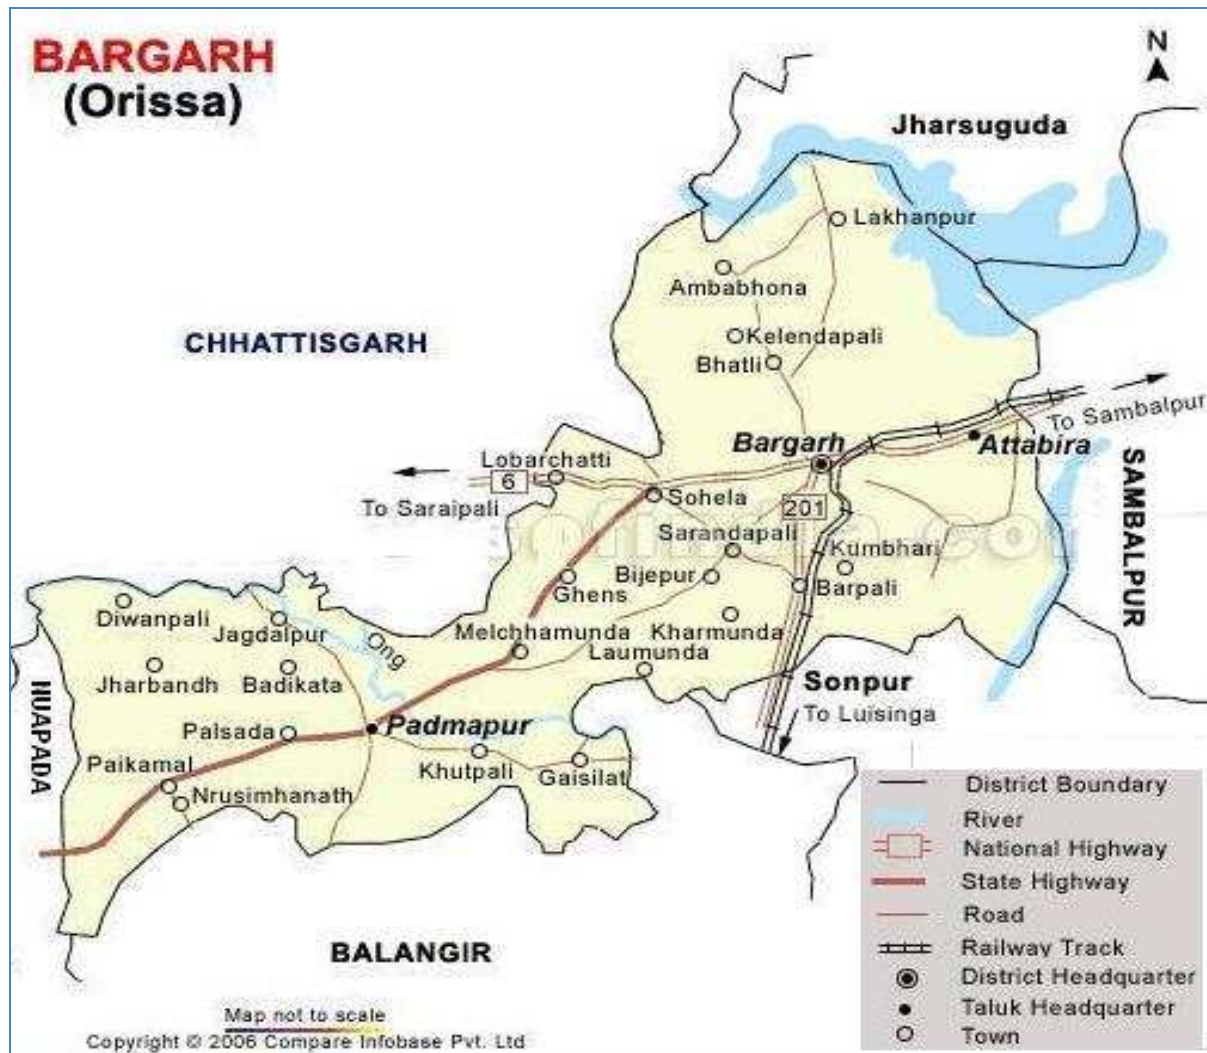 BARGARH
(Orissa)
N
Jharsuguda
Lakhanpur
Ambabhona
CHHATTISGARH
Kelendapali
Bhatli
To Sambalpur
Bargarh
Attabira
Lobarchatti
6
To Saraipali
Sohela
201
SAMBALPUR
Sarandapali
Kumbhari
Bijepur
Ghens
Barpali
Diwanpali
Jagdalpur
Ong
Melchhamunda
Kharmunda
Laumunda
Jharbandh
Badikata
Sonpur
To Luisinga
NUAPADA
Palsada
Padmapur
Paikamal
Khutpali
Gaisilat
Nrusimhanath
BALANGIR
District Boundary
River
National Highway
State Highway
Road
Railway Track
District Headquarter
Taluk Headquarter
Town
Map not to scale
Copyright © 2006 Compare Infobase Pvt. Ltd